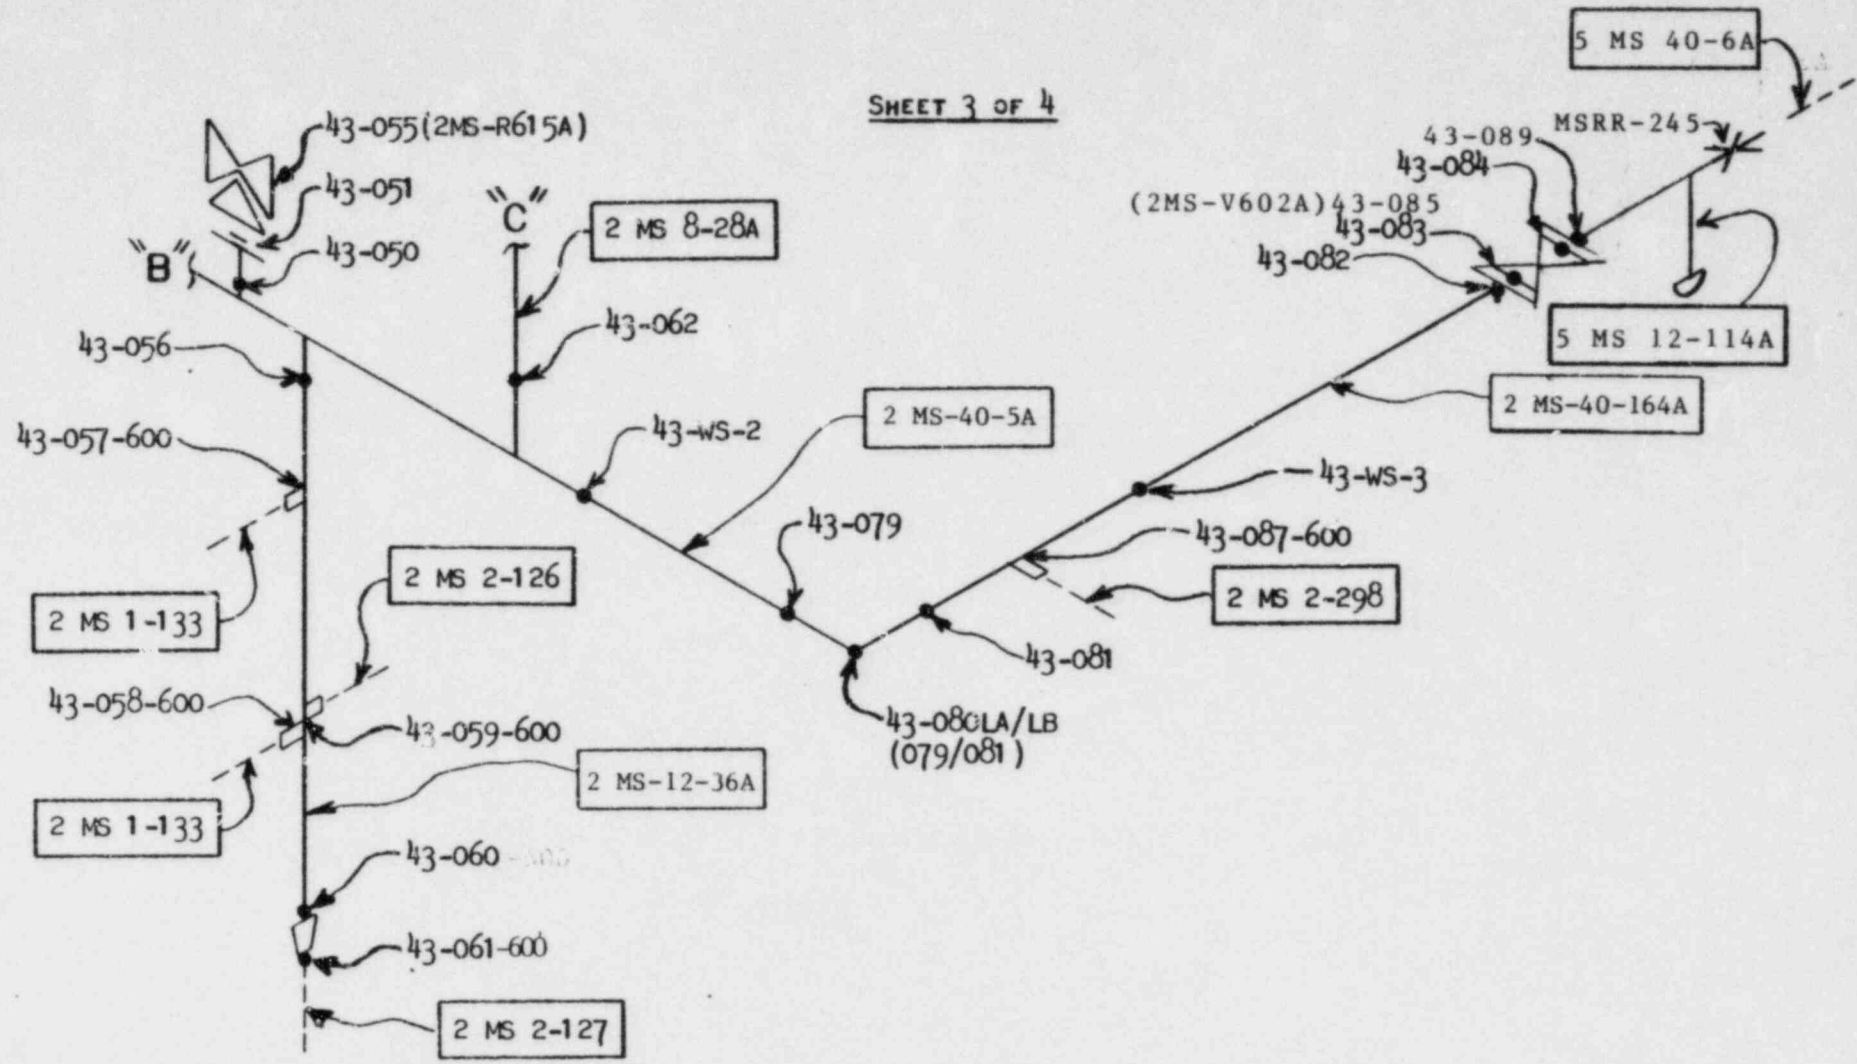 5 MS 40-6A
SHEET 3 OF 4
43-055(2MS-R615A)
MSRR-245
43-089
43-084
43-051
"C"
(2MS-V602A)43-085
2 MS 8-28A
43-083
43-050
"B"
43-082
43-062
5 MS 12-114A
43-056
2 MS-40-5A
2 MS-40-164A
43-057-600
43-WS-2
43-WS-3
43-079
43-087-600
2 MS 2-126
2 MS 2-298
2 MS 1-133
43-081
43-058-600
43-059-600
43-080LA/LB
(079/081)
2 MS-12-36A
2 MS 1-133
43-060
43-061-600
2 MS 2-127